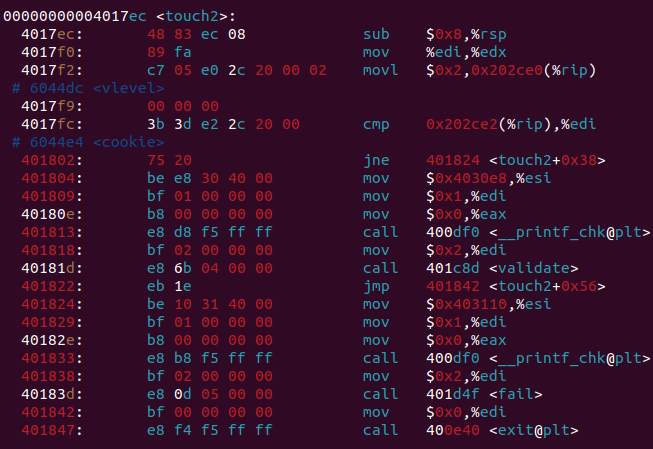 00000000004017ec <touch2>:
4017ec: 48 83 ec 08 sub $0x8,%rsp
4017f0: 89 fa mov %edi,%edx
4017f2: c7 05 e0 2c 20 00 02 movl $0x2,0x202ce0(%rip)
# 6044dc <vlevel>
4017f9: 00 00 00
4017fc: 3b 3d e2 2c 20 00 cmp 0x202ce2(%rip),%edi
# 6044e4 <cookie>
401802: 75 20 jne 401824 <touch2+0x38>
401804: be e8 30 40 00 mov $0x4030e8,%esi
401809: bf 01 00 00 00 mov $0x1,%edi
40180e: b8 00 00 00 00 mov $0x0,%eax
401813: e8 d8 f5 ff ff call 400df0 <__printf_chk@plt>
401818: bf 02 00 00 00 mov $0x2,%edi
40181d: e8 6b 04 00 00 call 401c8d <validate>
401822: eb 1e jmp 401842 <touch2+0x56>
401824: be 10 31 40 00 mov $0x403110,%esi
401829: bf 01 00 00 00 mov $0x1,%edi
40182e: b8 00 00 00 00 mov $0x0,%eax
401833: e8 b8 f5 ff ff call 400df0 <__printf_chk@plt>
401838: bf 02 00 00 00 mov $0x2,%edi
40183d: e8 0d 05 00 00 call 401d4f <fail>
401842: bf 00 00 00 00 mov $0x0,%edi
401847: e8 f4 f5 ff ff call 400e40 <exit@plt>